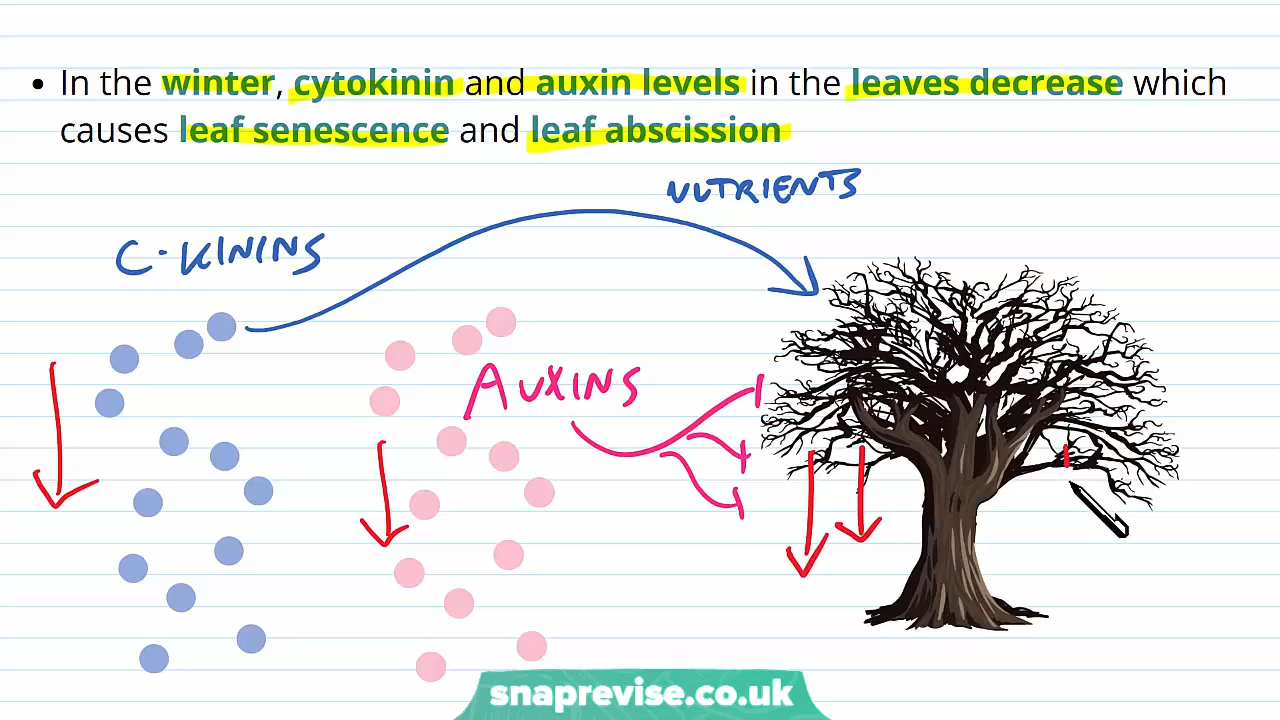 • In the winter, cytokinin and auxin levels in the leaves decrease which
causes leaf senescence and leaf abscission
NUTRIENTS
C-KININS
AUXINS
snaprevise.co.uk